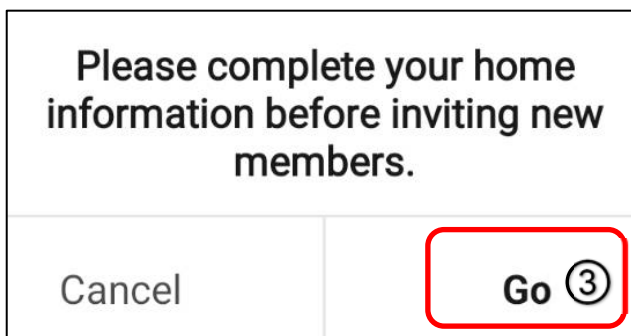 Please complete your home
information before inviting new
members.
Cancel
Go ③